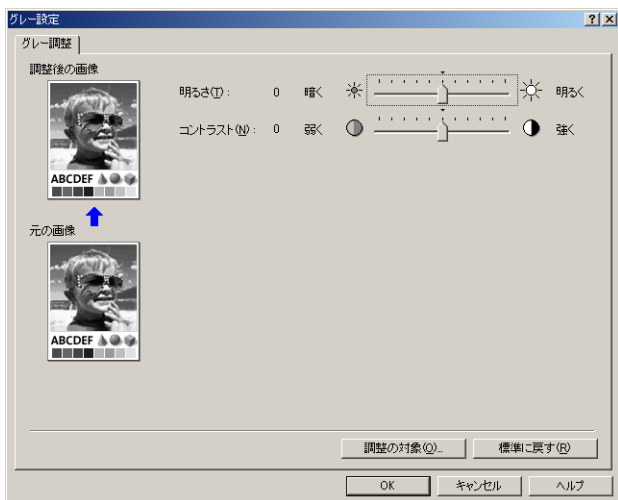 グレー設定
グレー調整
調整後の画像
明るさ(T): 0 暗く 明るく
コントラスト(N): 0 弱く 強く
ABCDEF
元の画像
ABCDEF
調整の対象(O)... 標準に戻す(R)
OK キャンセル ヘルプ